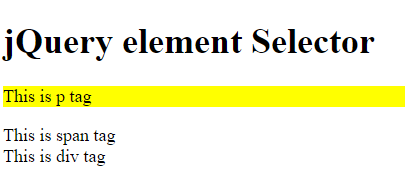 jQuery element Selector
This is p tag
This is span tag
This is div tag